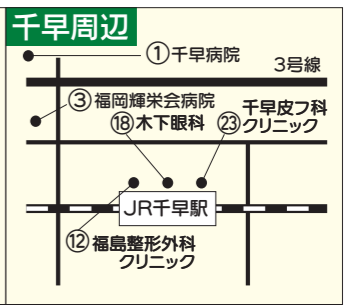 千早周辺
①千早病院
3号線
③福岡輝栄会病院
⑱木下眼科
㉓千早皮フ科
クリニック
JR千早駅
⑫福島整形外科
クリニック